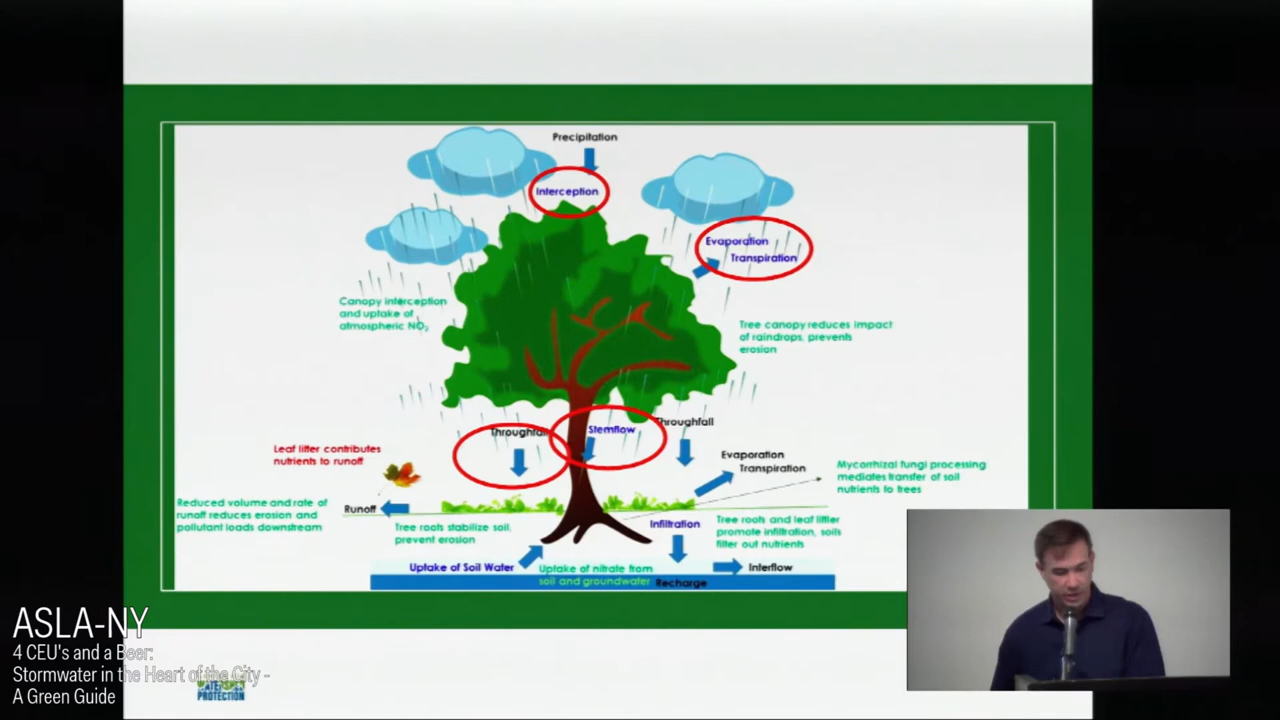 Precipitation
Interception
Evaporation
Transpiration
Canopy interception
and uptake of
atmospheric NO₂
Tree canopy reduces impact
of raindrops, prevents
erosion
Throughfall
Stemflow
Throughfall
Leaf litter contributes
nutrients to runoff
Evaporation
Transpiration
Mycorrhizal fungi processing
mediates transfer of soil
nutrients to trees
Reduced volume and rate of
runoff reduces erosion and
pollutant loads downstream
Runoff
Tree roots stabilize soil,
prevent erosion
Infiltration
Tree roots and leaf litter
promote infiltration, soils
filter out nutrients
Uptake of Soil Water
Uptake of nitrate from
soil and groundwater
Recharge
Interflow
ASLA-NY
4 CEU's and a Beer:
Stormwater in the Heart of the City -
A Green Guide
PROTECTION